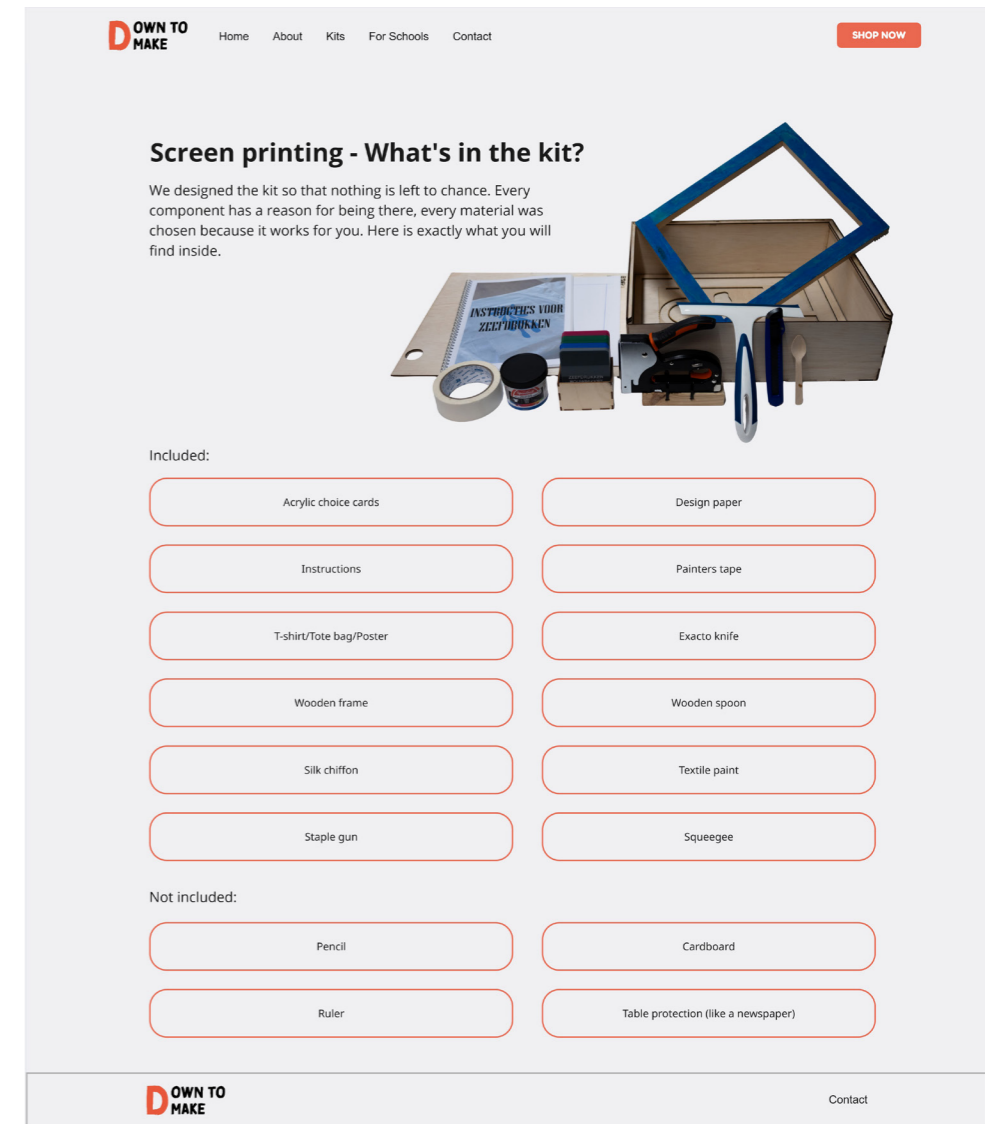 DOWN TO
MAKE
Home About Kits For Schools Contact
SHOP NOW
Screen printing - What's in the kit?
We designed the kit so that nothing is left to chance. Every
component has a reason for being there, every material was
chosen because it works for you. Here is exactly what you will
find inside.
INSTRUCTIES VOOR
ZEEFDRUKKEN
Included:
Acrylic choice cards
Design paper
Instructions
Painters tape
T-shirt/Tote bag/Poster
Exacto knife
Wooden frame
Wooden spoon
Silk chiffon
Textile paint
Staple gun
Squeegee
Not included:
Pencil
Cardboard
Ruler
Table protection (like a newspaper)
DOWN TO
MAKE
Contact